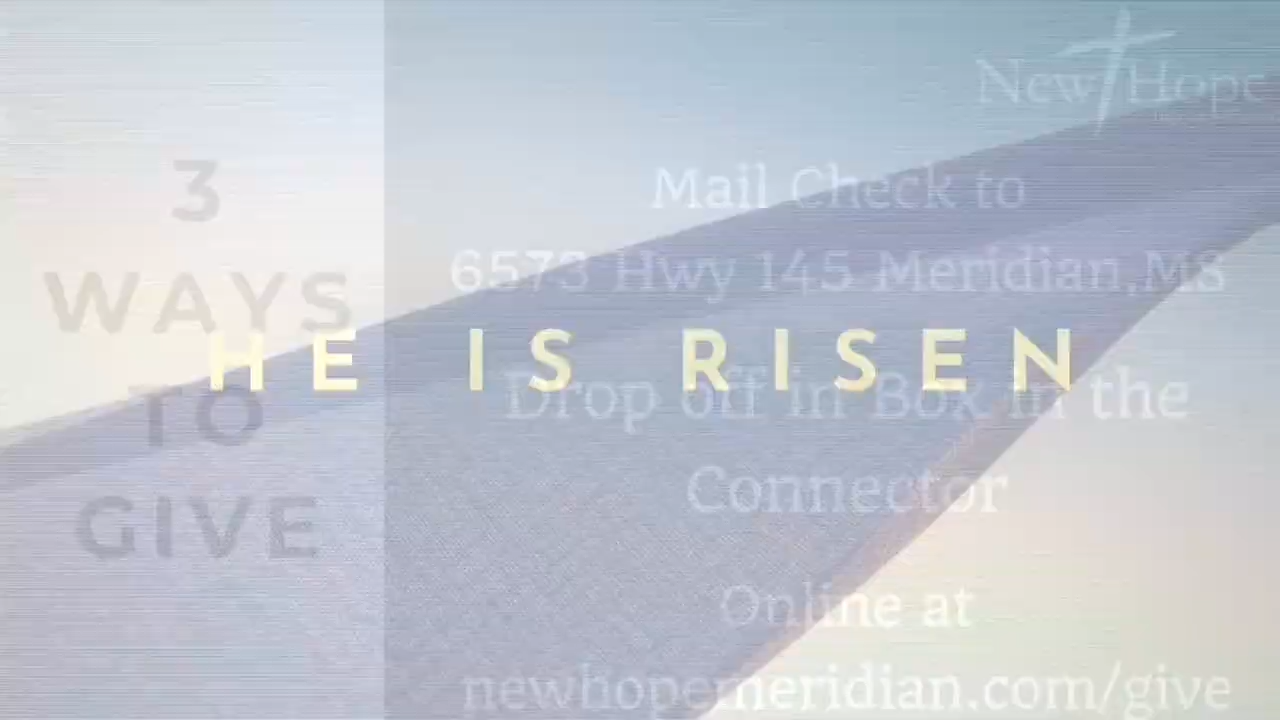 New Hope
3
WAYS
TO
GIVE
Mail Check to
6573 Hwy 145 Meridian,MS
HE IS RISEN
Drop off in Box in the
Connector
Online at
newhopemeridian.com/give